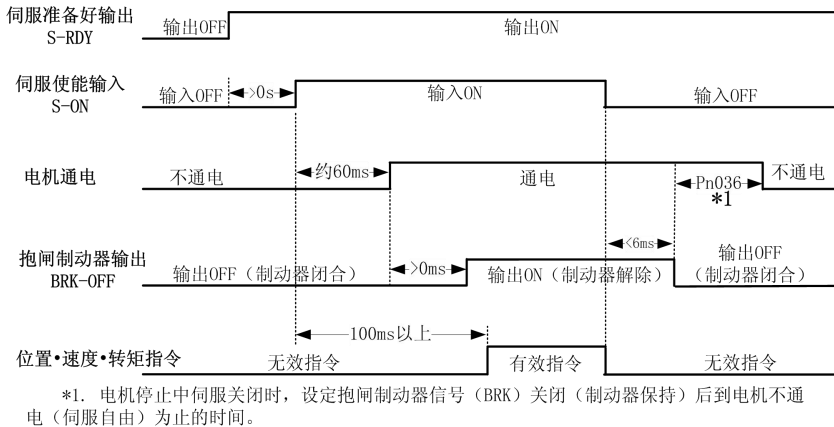 伺服准备好输出
S-RDY
输出OFF
输出ON
伺服使能输入
S-ON
输入OFF
>0s
输入ON
输入OFF
电机通电
不通电
约60ms
通电
Pn036
*1
不通电
抱闸制动器输出
BRK-OFF
输出OFF（制动器闭合）
>0ms
输出ON（制动器解除）
<6ms
输出OFF
（制动器闭合）
100ms以上
位置•速度•转矩指令
无效指令
有效指令
无效指令
*1. 电机停止中伺服关闭时，设定抱闸制动器信号（BRK）关闭（制动器保持）后到电机不通
电（伺服自由）为止的时间。